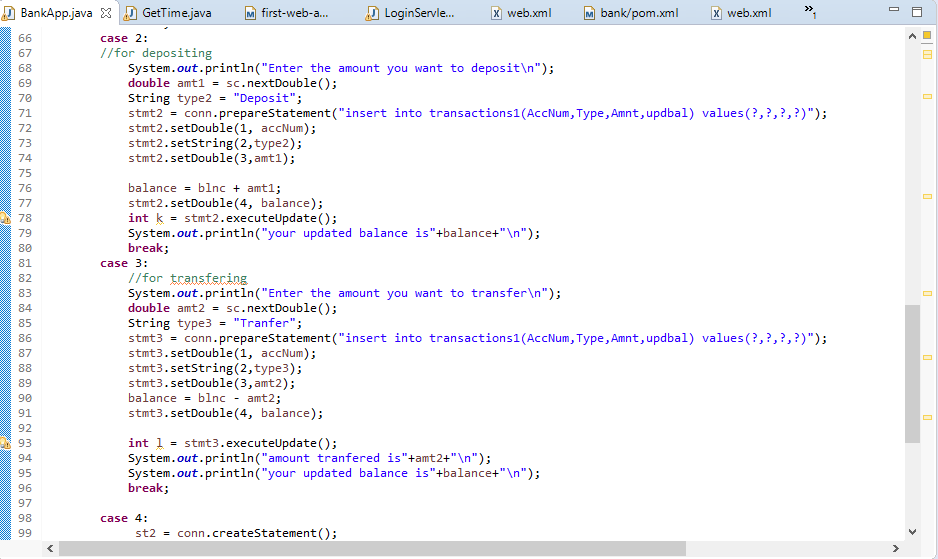 BankApp.java GetTime.java first-web-a... LoginServle... web.xml bank/pom.xml web.xml »1
66 case 2:
67 //for depositing
68 System.out.println("Enter the amount you want to deposit\n");
69 double amt1 = sc.nextDouble();
70 String type2 = "Deposit";
71 stmt2 = conn.prepareStatement("insert into transactions1(AccNum,Type,Amnt,updbal) values(?,?,?,?)");
72 stmt2.setDouble(1, accNum);
73 stmt2.setString(2,type2);
74 stmt2.setDouble(3,amt1);
75
76 balance = blnc + amt1;
77 stmt2.setDouble(4, balance);
78 int k = stmt2.executeUpdate();
79 System.out.println("your updated balance is"+balance+"\n");
80 break;
81 case 3:
82 //for transfering
83 System.out.println("Enter the amount you want to transfer\n");
84 double amt2 = sc.nextDouble();
85 String type3 = "Tranfer";
86 stmt3 = conn.prepareStatement("insert into transactions1(AccNum,Type,Amnt,updbal) values(?,?,?,?)");
87 stmt3.setDouble(1, accNum);
88 stmt3.setString(2,type3);
89 stmt3.setDouble(3,amt2);
90 balance = blnc - amt2;
91 stmt3.setDouble(4, balance);
92
93 int l = stmt3.executeUpdate();
94 System.out.println("amount tranfered is"+amt2+"\n");
95 System.out.println("your updated balance is"+balance+"\n");
96 break;
97
98 case 4:
99 st2 = conn.createStatement();